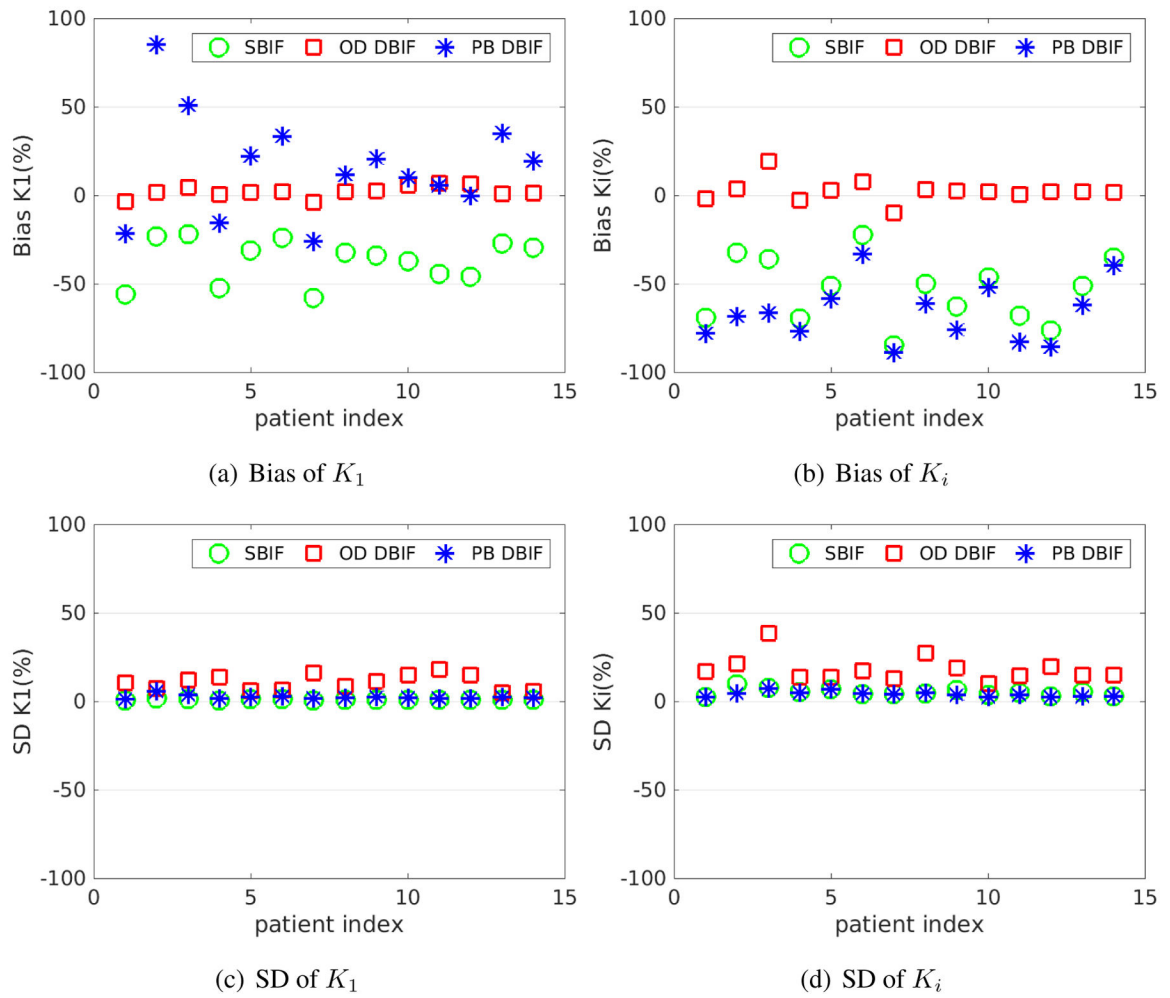 100
50
0
-50
-100
Bias K1(%)
SBIF OD DBIF PB DBIF
0 5 10 15
patient index
(a) Bias of K1
100
50
0
-50
-100
Bias Ki(%)
SBIF OD DBIF PB DBIF
0 5 10 15
patient index
(b) Bias of Ki
100
50
0
-50
-100
SD K1(%)
SBIF OD DBIF PB DBIF
0 5 10 15
patient index
(c) SD of K1
100
50
0
-50
-100
SD Ki(%)
SBIF OD DBIF PB DBIF
0 5 10 15
patient index
(d) SD of Ki